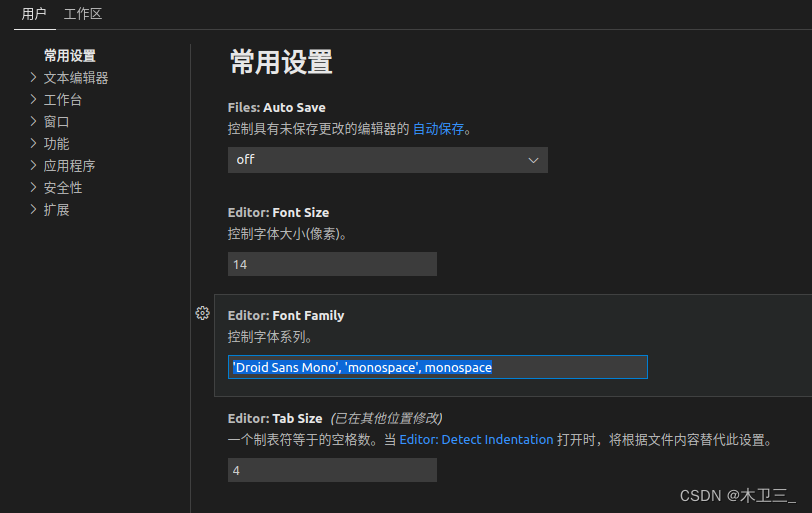 用户 工作区
常用设置
文本编辑器
工作台
窗口
功能
应用程序
安全性
扩展
常用设置
Files: Auto Save
控制具有未保存更改的编辑器的 自动保存。
off
Editor: Font Size
控制字体大小(像素)。
14
Editor: Font Family
控制字体系列。
'Droid Sans Mono', 'monospace', monospace
Editor: Tab Size (已在其他位置修改)
一个制表符等于的空格数。当 Editor: Detect Indentation 打开时，将根据文件内容替代此设置。
4
CSDN @木卫三_